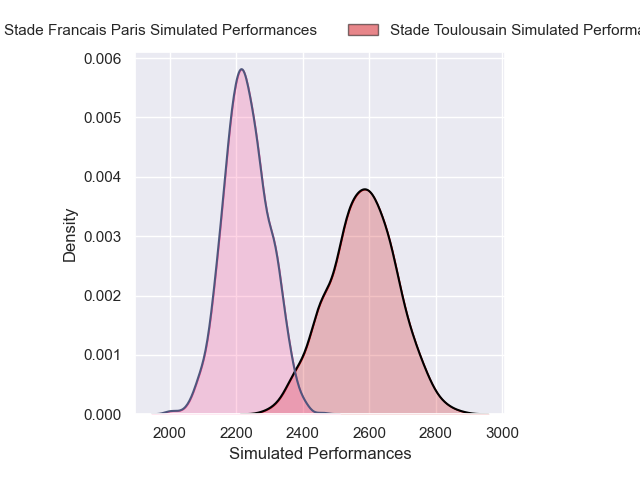 Stade Francais Paris Simulated Performances
Stade Toulousain Simulated
0.006
0.005
0.004
0.003
0.002
0.001
0.000
Density
2000 2200 2400 2600 2800 3000
Simulated Performances